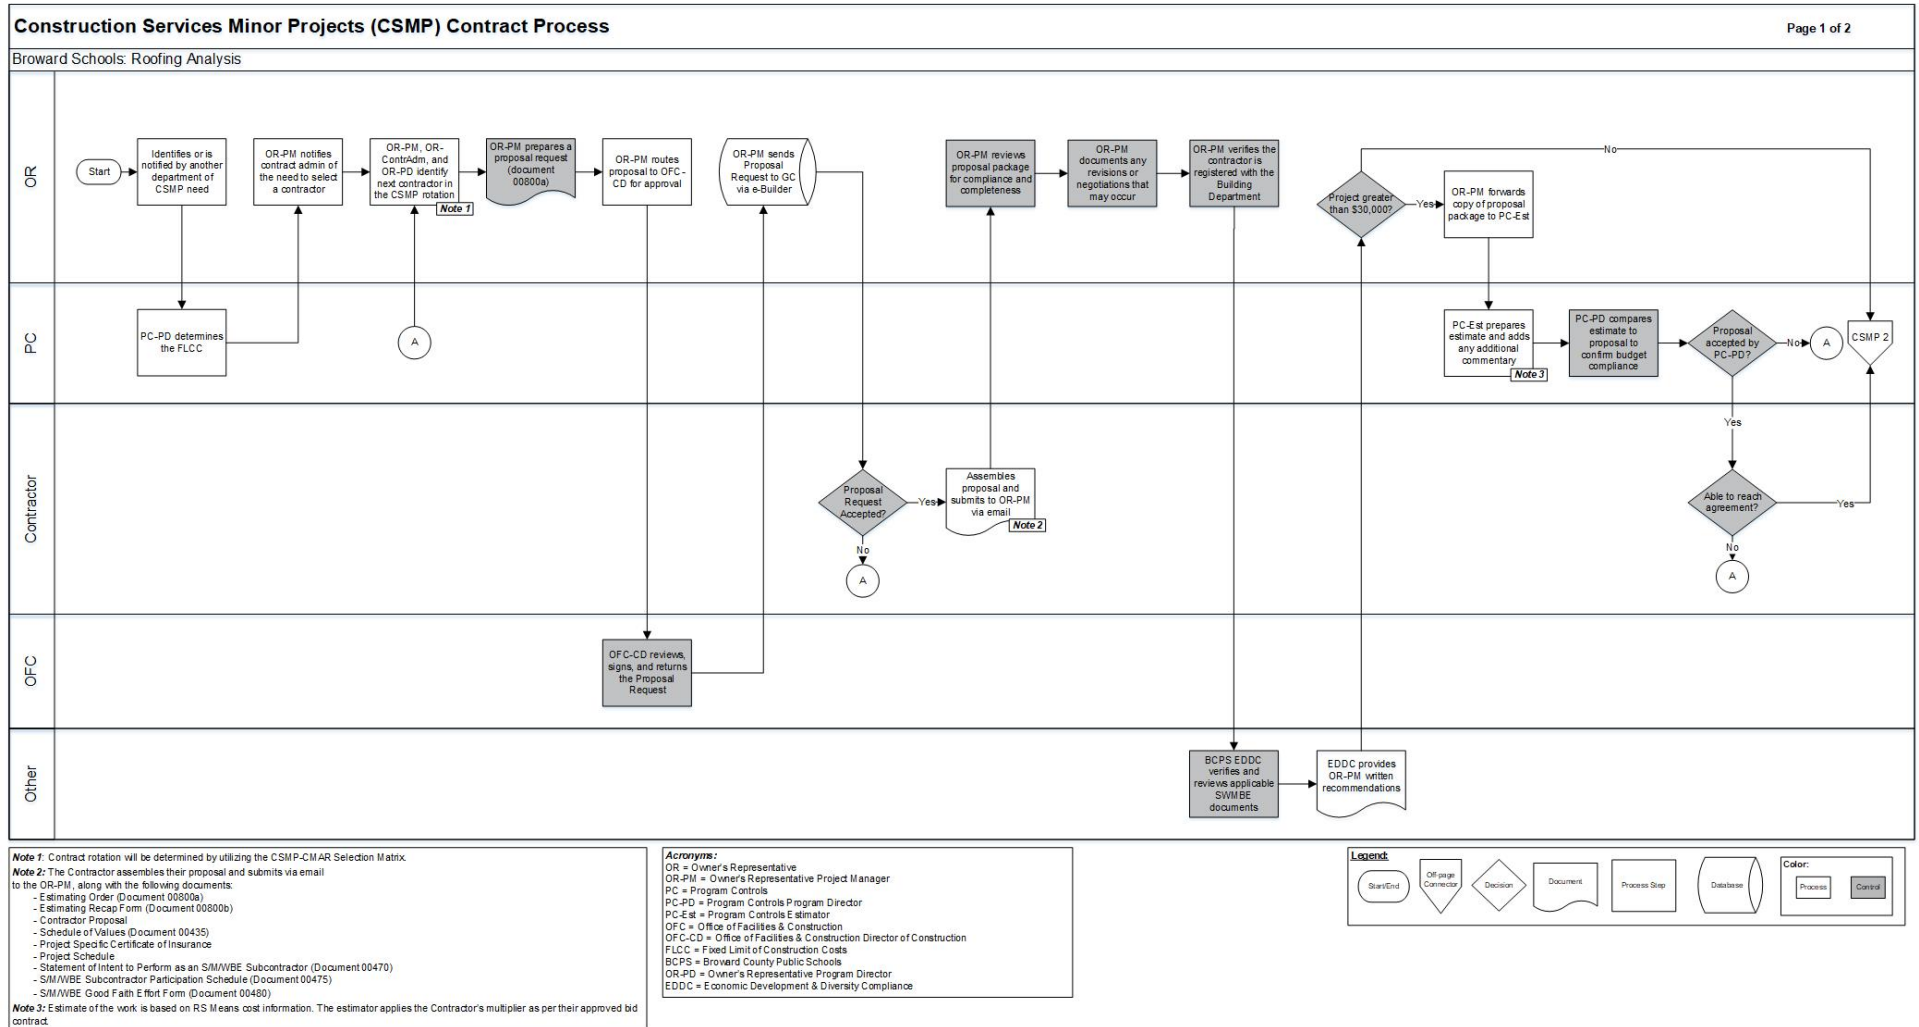 Construction Services Minor Projects (CSMP) Contract Process
Page 1 of 2
Broward Schools: Roofing Analysis
OR
Start
Identifies or is
notified by another
department of
CSMP need
OR-PM notifies
contract admin of
the need to select
a contractor
OR-PM, OR-
ContrAdm, and
OR-PD identify
next contractor in
the CSMP rotation
Note 1
OR-PM prepares a
proposal request
(document
00800a)
OR-PM routes
proposal to OFC-
CD for approval
OR-PM sends
Proposal
Request to GC
via e-Builder
OR-PM reviews
proposal package
for compliance and
completeness
OR-PM
documents any
revisions or
negotiations that
may occur
OR-PM verifies the
contractor is
registered with the
Building
Department
Project greater
than $30,000?
No
Yes
OR-PM forwards
copy of proposal
package to PC-Est
PC
PC-PD determines
the FLCC
A
PC-Est prepares
estimate and adds
any additional
commentary
Note 3
PC-PD compares
estimate to
proposal to
confirm budget
compliance
Proposal
accepted by
PC-PD?
No
A
CSMP 2
Yes
Contractor
Proposal
Request
Accepted?
Yes
No
A
Assembles
proposal and
submits to OR-PM
via email
Note 2
Able to reach
agreement?
Yes
No
A
OFC
OFC-CD reviews,
signs, and returns
the Proposal
Request
Other
BCPS EDDC
verifies and
reviews applicable
SWMBE
documents
EDDC provides
OR-PM written
recommendations
Note 1: Contract rotation will be determined by utilizing the CSMP-CMAR Selection Matrix.
Note 2: The Contractor assembles their proposal and submits via email
to the OR-PM, along with the following documents:
- Estimating Order (Document 00800a)
- Estimating Recap Form (Document 00800b)
- Contractor Proposal
- Schedule of Values (Document 00435)
- Project Specific Certificate of Insurance
- Project Schedule
- Statement of Intent to Perform as an S/M/WBE Subcontractor (Document 00470)
- S/M/WBE Subcontractor Participation Schedule (Document 00475)
- S/M/WBE Good Faith Effort Form (Document 00480)
Note 3: Estimate of the work is based on RS Means cost information. The estimator applies the Contractor's multiplier as per their approved bid
contract.
Acronyms:
OR = Owner's Representative
OR-PM = Owner's Representative Project Manager
PC = Program Controls
PC-PD = Program Controls Program Director
PC-Est = Program Controls Estimator
OFC = Office of Facilities & Construction
OFC-CD = Office of Facilities & Construction Director of Construction
FLCC = Fixed Limit of Construction Costs
BCPS = Broward County Public Schools
OR-PD = Owner's Representative Program Director
EDDC = Economic Development & Diversity Compliance
Legend:
Start/End
Off-page
Connector
Decision
Document
Process Step
Database
Color:
Process
Control